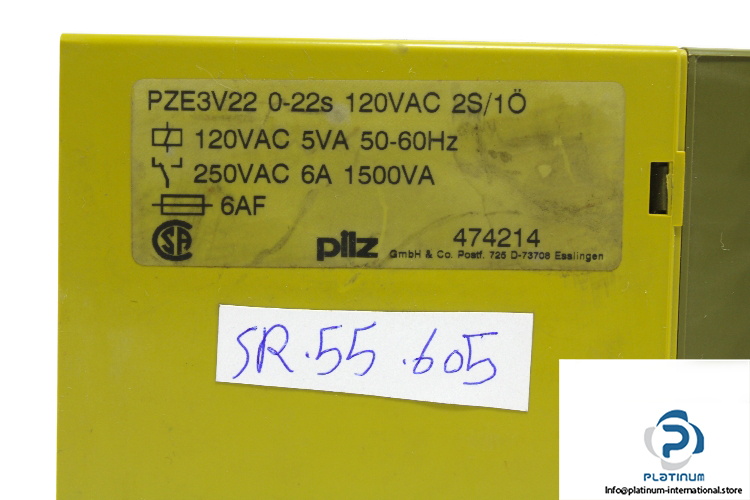 PZE3V22 0-22s 120VAC 2S/1Ö
120VAC 5VA 50-60Hz
250VAC 6A 1500VA
6AF
SA
pilz
474214
GmbH & Co. Postf. 725 D-73708 Esslingen
SR.55.605
PLATINUM
Info@platinum-international.store